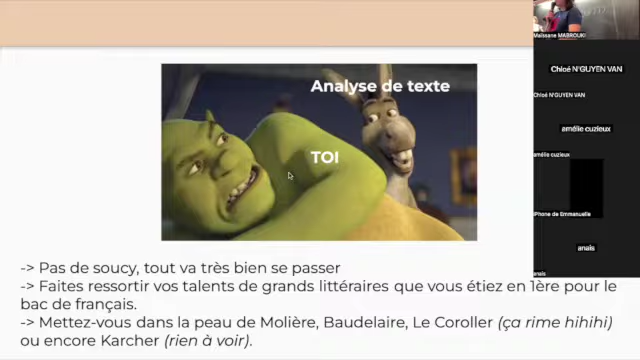 Maïssane MABROUKI
Chloé N'GUYEN VAN
Chloé N'GUYEN VAN
amélie cuzieux
amélie cuzieux
iPhone de Emmanuelle
anais
anais
Analyse de texte
TOI
-> Pas de soucy, tout va très bien se passer
-> Faites ressortir vos talents de grands littéraires que vous étiez en 1ère pour le
bac de français.
-> Mettez-vous dans la peau de Molière, Baudelaire, Le Coroller (ça rime hihihi)
ou encore Karcher (rien à voir).